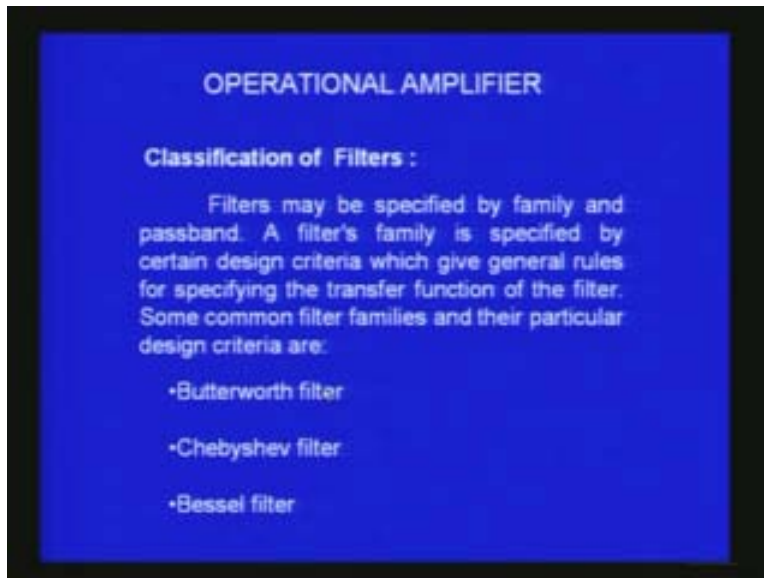 OPERATIONAL AMPLIFIER
Classification of Filters :
Filters may be specified by family and
passband. A filter's family is specified by
certain design criteria which give general rules
for specifying the transfer function of the filter.
Some common filter families and their particular
design criteria are:
•Butterworth filter
•Chebyshev filter
•Bessel filter